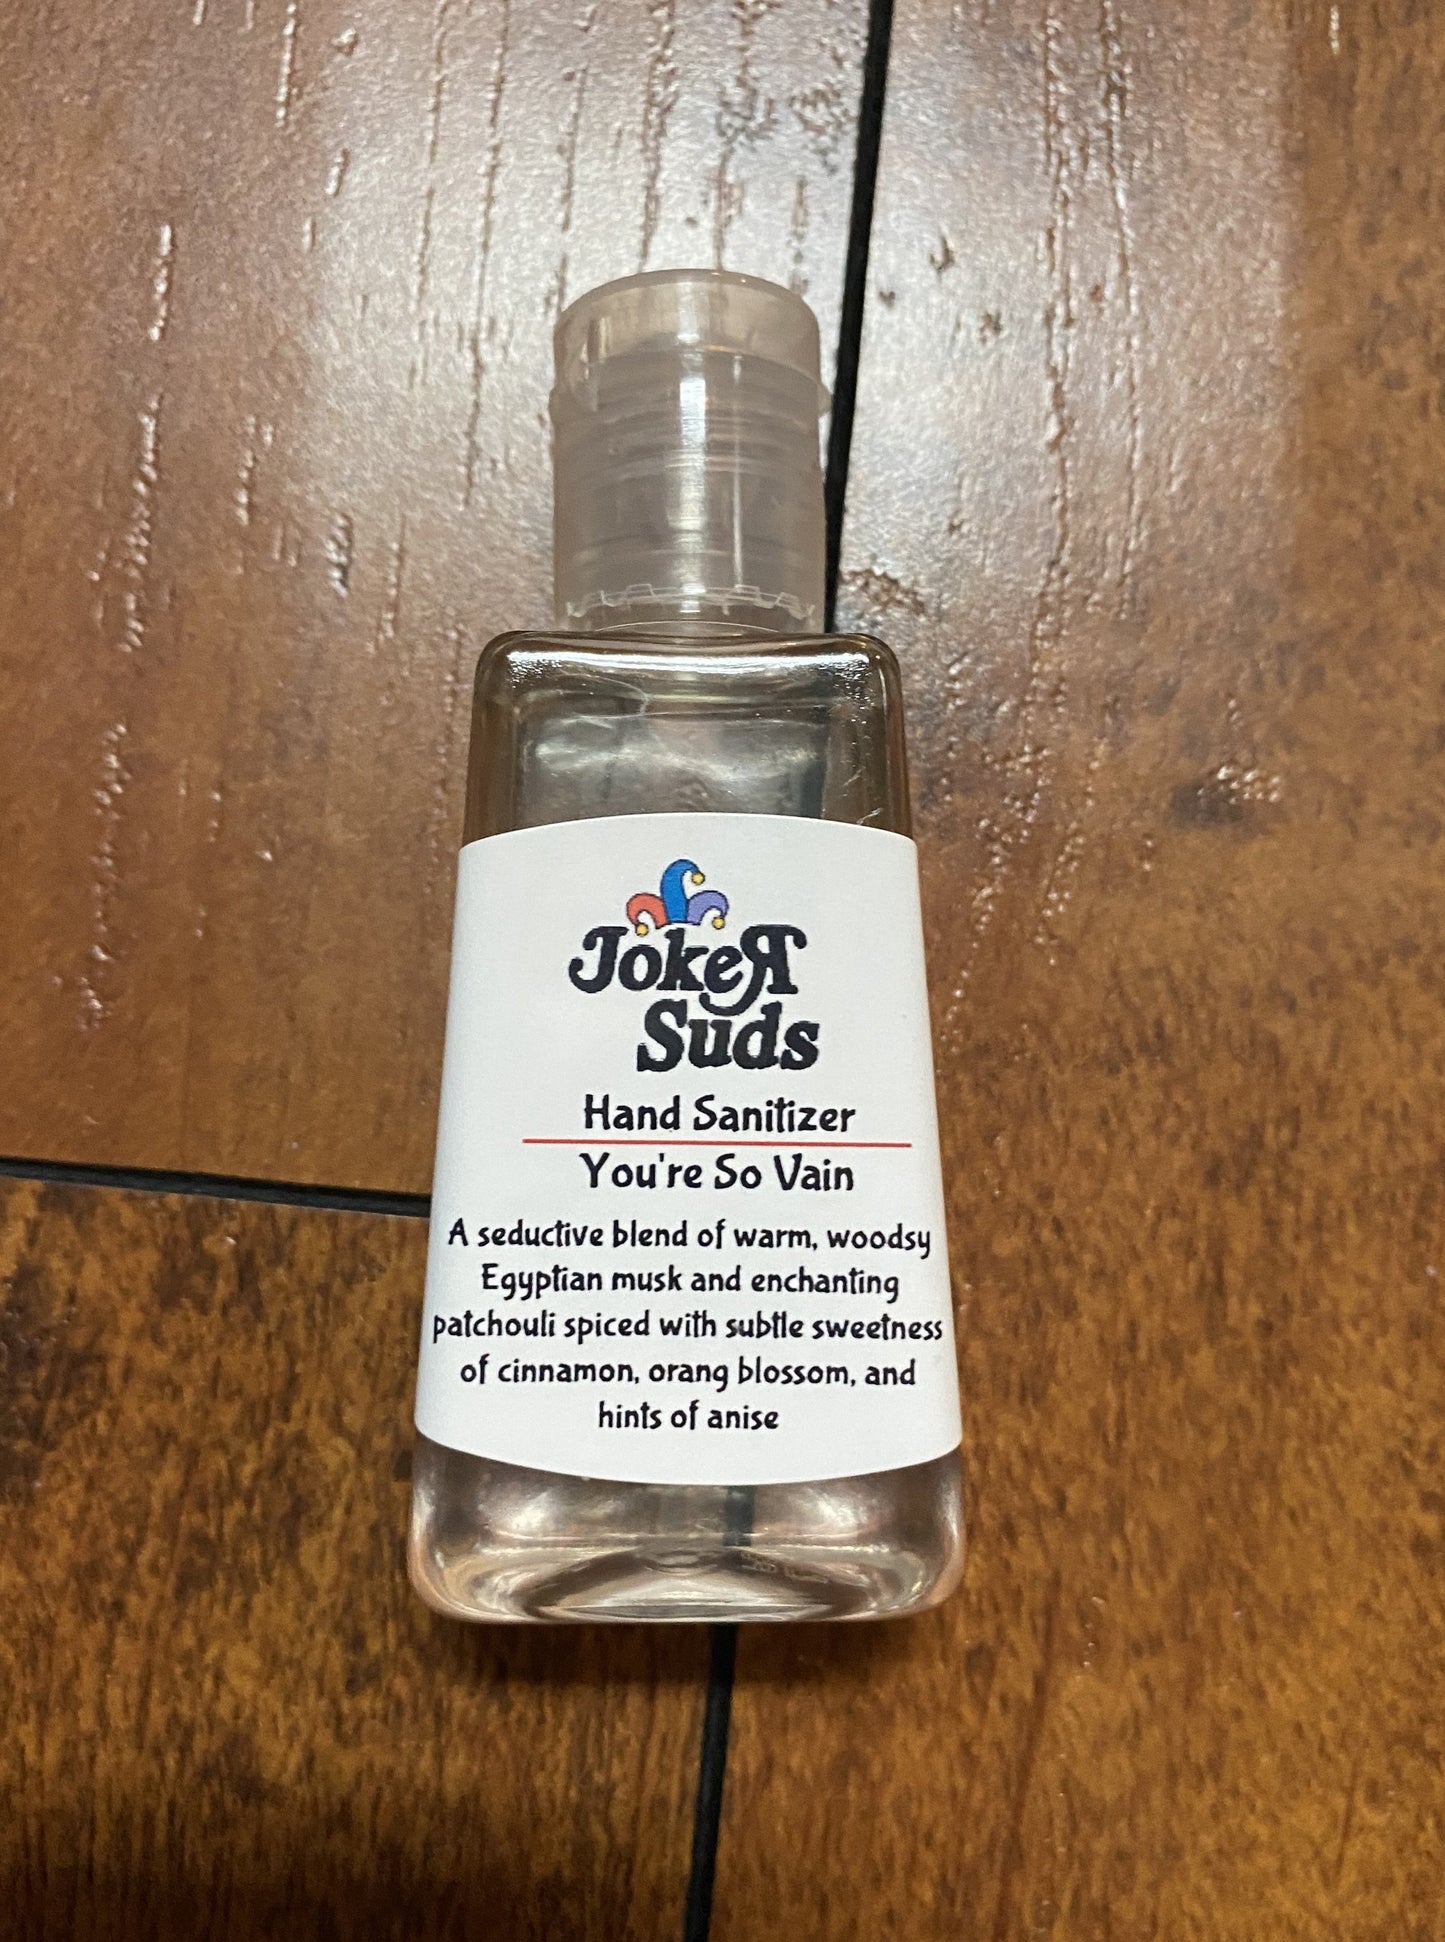 JokeR
Suds
Hand Sanitizer
You're So Vain
A seductive blend of warm, woodsy
Egyptian musk and enchanting
patchouli spiced with subtle sweetness
of cinnamon, orang blossom, and
hints of anise